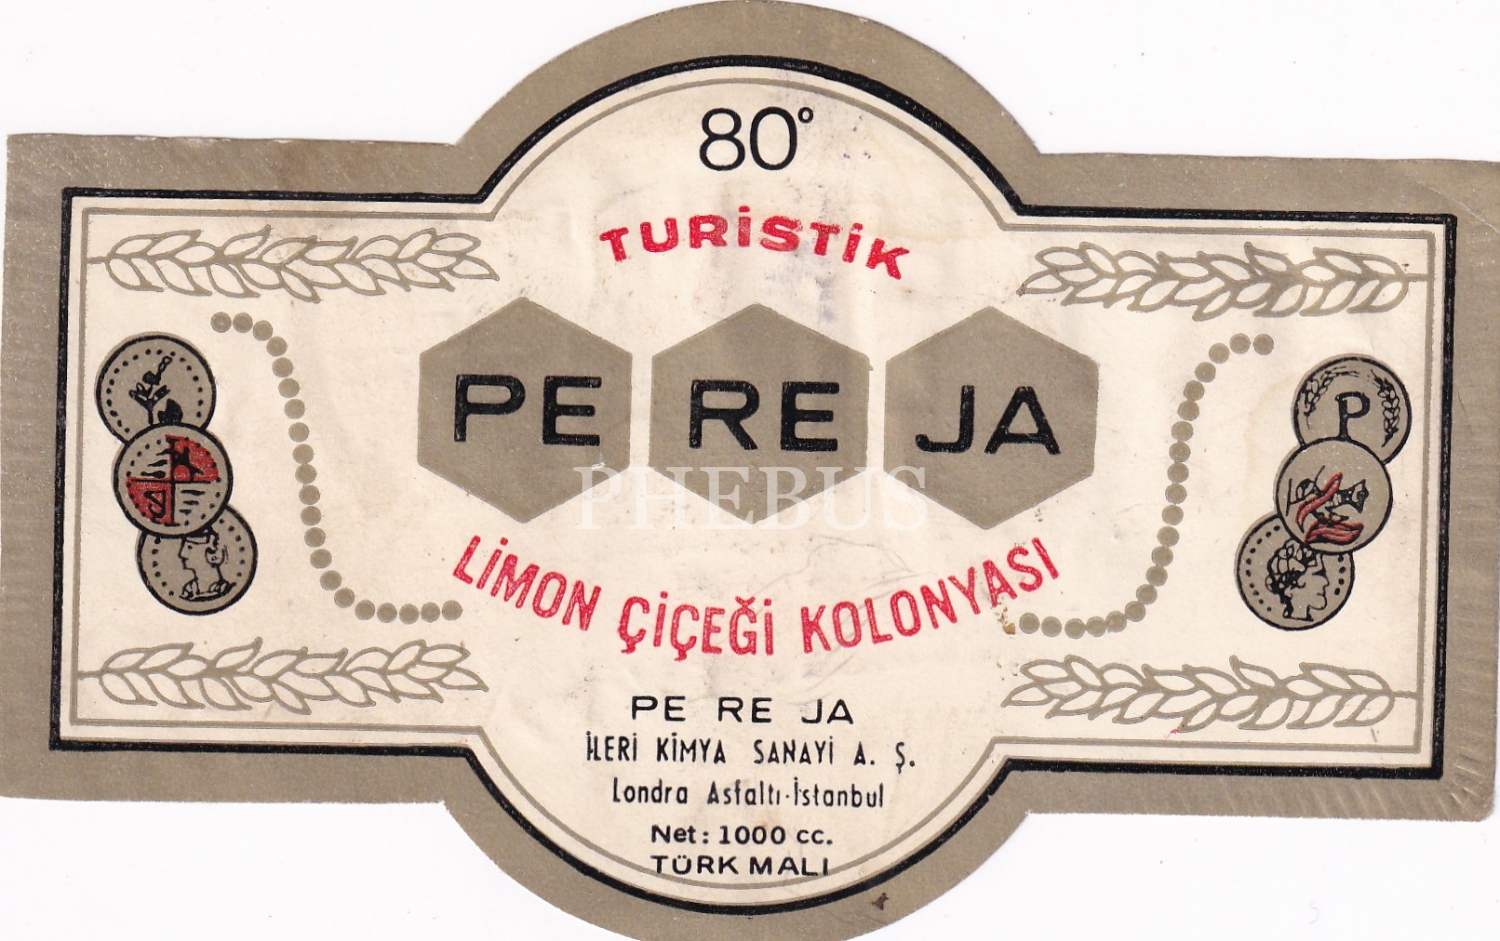 80°
TURİSTİK
PE RE JA
PHEBUS
LİMON ÇİÇEĞİ KOLONYASI
P
PE RE JA
İLERİ KİMYA SANAYİ A. Ş.
Londra Asfaltı-İstanbul
Net: 1000 cc.
TÜRK MALI